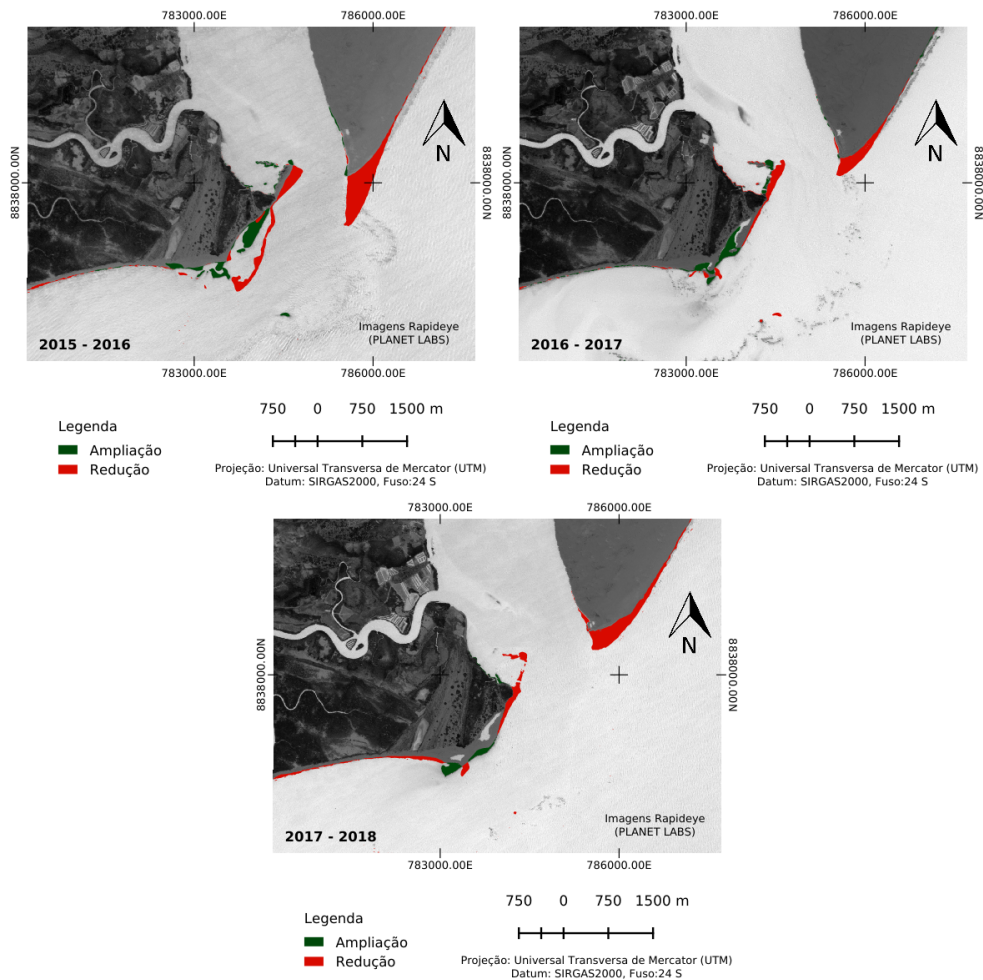 783000.00E
786000.00E
8838000.00N
8838000.00N
N
2015 - 2016
Imagens Rapideye
(PLANET LABS)
783000.00E
786000.00E
750 0 750 1500 m
Legenda
Ampliação
Redução
Projeção: Universal Transversa de Mercator (UTM)
Datum: SIRGAS2000, Fuso:24 S
783000.00E
786000.00E
8838000.00N
8838000.00N
N
2016 - 2017
Imagens Rapideye
(PLANET LABS)
783000.00E
786000.00E
750 0 750 1500 m
Legenda
Ampliação
Redução
Projeção: Universal Transversa de Mercator (UTM)
Datum: SIRGAS2000, Fuso:24 S
783000.00E
786000.00E
8838000.00N
8838000.00N
N
2017 - 2018
Imagens Rapideye
(PLANET LABS)
783000.00E
786000.00E
750 0 750 1500 m
Legenda
Ampliação
Redução
Projeção: Universal Transversa de Mercator (UTM)
Datum: SIRGAS2000, Fuso:24 S